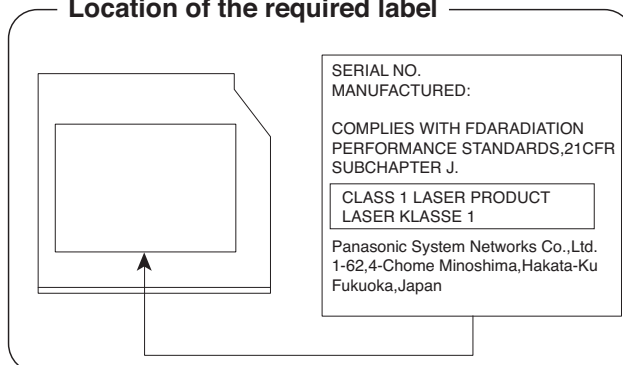 Location of the required label
SERIAL NO.
MANUFACTURED:
COMPLIES WITH FDARADIATION
PERFORMANCE STANDARDS,21CFR
SUBCHAPTER J.
CLASS 1 LASER PRODUCT
LASER KLASSE 1
Panasonic System Networks Co.,Ltd.
1-62,4-Chome Minoshima,Hakata-Ku
Fukuoka,Japan